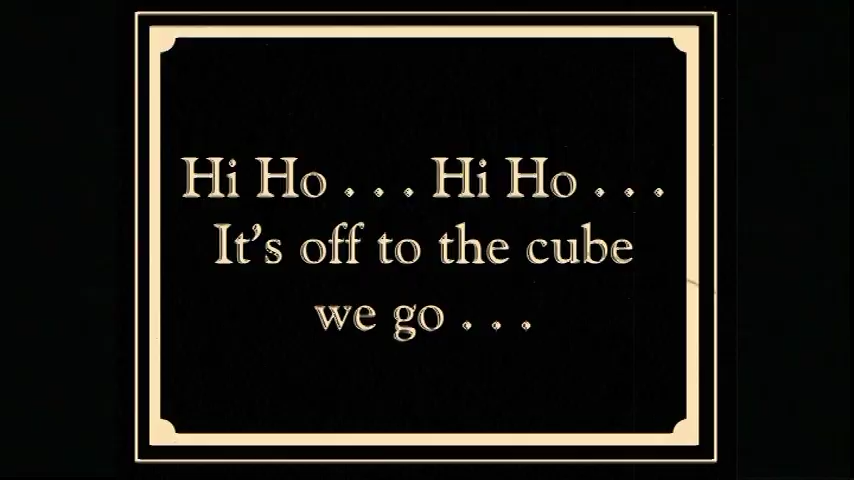 Hi Ho . . . Hi Ho . . .
It's off to the cube
we go . . .